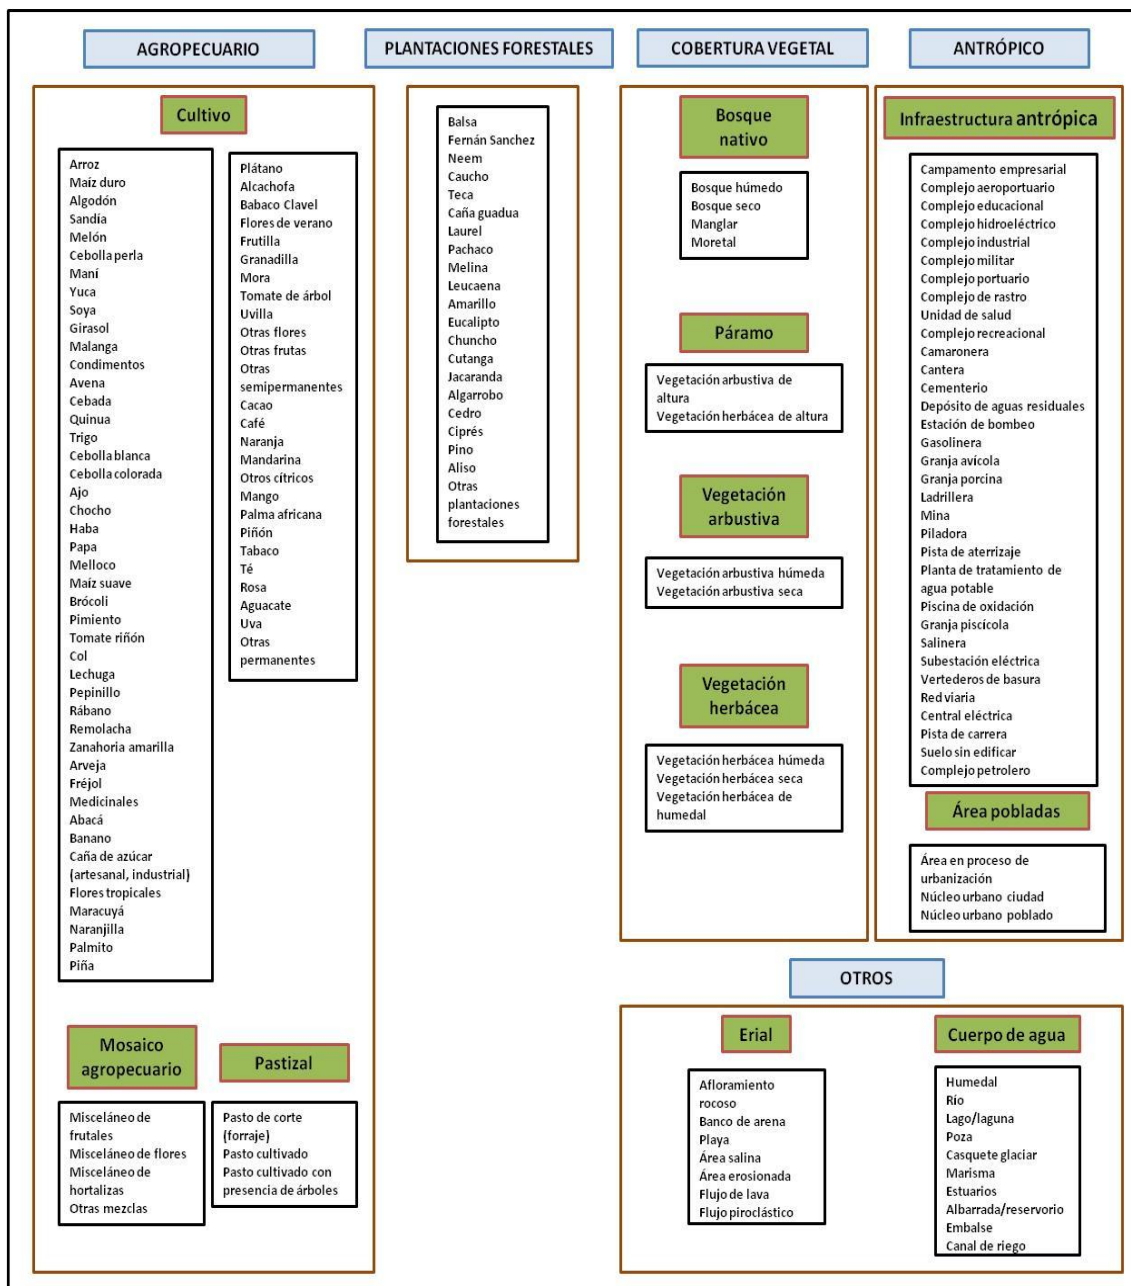 AGROPECUARIO
Cultivo
Arroz
Maíz duro
Algodón
Sandía
Melón
Cebolla perla
Maní
Yuca
Soya
Girasol
Malanga
Condimentos
Avena
Cebada
Quinua
Trigo
Cebolla blanca
Cebolla colorada
Ajo
Chocho
Haba
Papa
Melloco
Maíz suave
Brócoli
Pimiento
Tomate riñón
Col
Lechuga
Pepinillo
Rábano
Remolacha
Zanahoria amarilla
Arveja
Fréjol
Medicinales
Abacá
Banano
Caña de azúcar
(artesanal, industrial)
Flores tropicales
Maracuyá
Naranjilla
Palmito
Piña
Plátano
Alcachofa
Babaco Clavel
Flores de verano
Frutilla
Granadilla
Mora
Tomate de árbol
Uvilla
Otras flores
Otras frutas
Otras
semipermanentes
Cacao
Café
Naranja
Mandarina
Otros cítricos
Mango
Palma africana
Piñón
Tabaco
Té
Rosa
Aguacate
Uva
Otras
permanentes
Mosaico
agropecuario
Misceláneo de
frutales
Misceláneo de flores
Misceláneo de
hortalizas
Otras mezclas
Pastizal
Pasto de corte
(forraje)
Pasto cultivado
Pasto cultivado con
presencia de árboles
PLANTACIONES FORESTALES
Balsa
Fernán Sanchez
Neem
Caucho
Teca
Caña guadua
Laurel
Pachaco
Melina
Leucaena
Amarillo
Eucalipto
Chuncho
Cutanga
Jacaranda
Algarrobo
Cedro
Ciprés
Pino
Aliso
Otras
plantaciones
forestales
COBERTURA VEGETAL
Bosque
nativo
Bosque húmedo
Bosque seco
Manglar
Moretal
Páramo
Vegetación arbustiva de
altura
Vegetación herbácea de altura
Vegetación
arbustiva
Vegetación arbustiva húmeda
Vegetación arbustiva seca
Vegetación
herbácea
Vegetación herbácea húmeda
Vegetación herbácea seca
Vegetación herbácea de
humedal
ANTRÓPICO
Infraestructura antrópica
Campamento empresarial
Complejo aeroportuario
Complejo educacional
Complejo hidroeléctrico
Complejo industrial
Complejo militar
Complejo portuario
Complejo de rastro
Unidad de salud
Complejo recreacional
Camaronera
Cantera
Cementerio
Depósito de aguas residuales
Estación de bombeo
Gasolinera
Granja avícola
Granja porcina
Ladrillera
Mina
Piladora
Pista de aterrizaje
Planta de tratamiento de
agua potable
Piscina de oxidación
Granja piscícola
Salinera
Subestación eléctrica
Vertederos de basura
Red viaria
Central eléctrica
Pista de carrera
Suelo sin edificar
Complejo petrolero
Área pobladas
Área en proceso de
urbanización
Núcleo urbano ciudad
Núcleo urbano poblado
OTROS
Erial
Afloramiento
rocoso
Banco de arena
Playa
Área salina
Área erosionada
Flujo de lava
Flujo piroclástico
Cuerpo de agua
Humedal
Río
Lago/laguna
Poza
Casquete glaciar
Marisma
Estuarios
Albarrada/reservorio
Embalse
Canal de riego